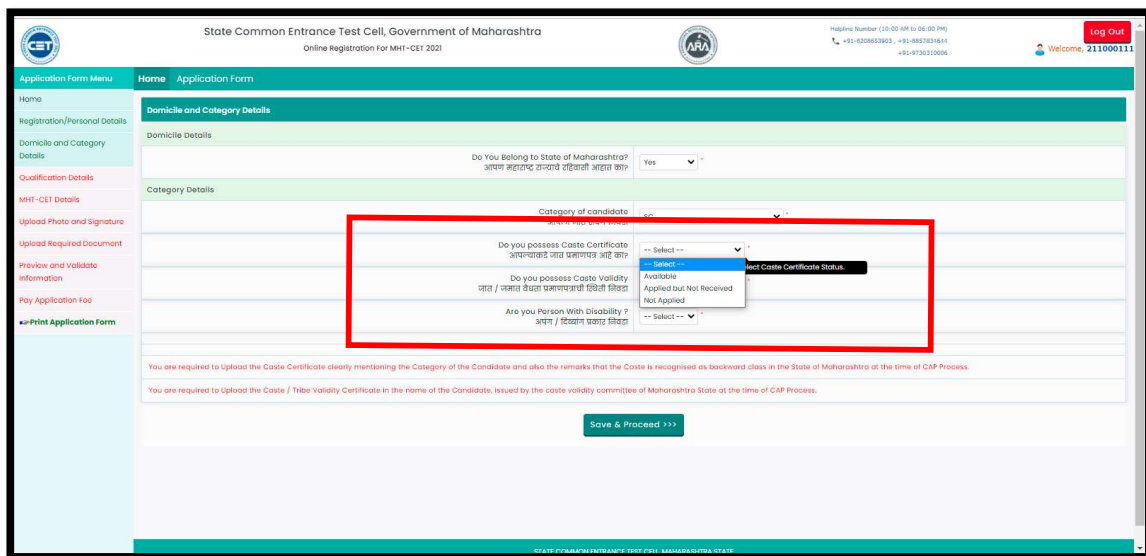 State Common Entrance Test Cell, Government of Maharashtra
Online Registration For MHT-CET 2021
CET
ARA
Helpline Number (10:00 AM to 06:00 PM)
+91-8208653903 , +91-8857834644
+91-9730310006
Log Out
Welcome, 211000111
Application Form Menu
Home Application Form
Home
Registration/Personal Details
Domicile and Category
Details
Qualification Details
MHT-CET Details
Upload Photo and Signature
Upload Required Document
Preview and Validate
Information
Pay Application Fee
Print Application Form
Domicile and Category Details
Domicile Details
Do You Belong to State of Maharashtra?
आपण महाराष्ट्र राज्याचे रहिवासी आहात का?
Yes *
Category Details
Category of candidate
SC *
Do you possess Caste Certificate
आपल्याकडे जात प्रमाणपत्र आहे का?
-- Select -- *
-- Select --
Available
Applied but Not Received
Not Applied
lect Caste Certificate Status.
Do you possess Caste Validity
जात / जमात वैधता प्रमाणपत्राची स्थिती निवडा
*
Are you Person With Disability ?
अपंग / दिव्यांग प्रकार निवडा
-- Select -- *
You are required to Upload the Caste Certificate clearly mentioning the Category of the Candidate and also the remarks that the Caste is recognised as backward class in the State of Maharashtra at the time of CAP Process.
You are required to Upload the Caste / Tribe Validity Certificate in the name of the Candidate, issued by the caste validity committee of Maharashtra State at the time of CAP Process.
Save & Proceed >>>
STATE COMMON ENTRANCE TEST CELL, MAHARASHTRA STATE